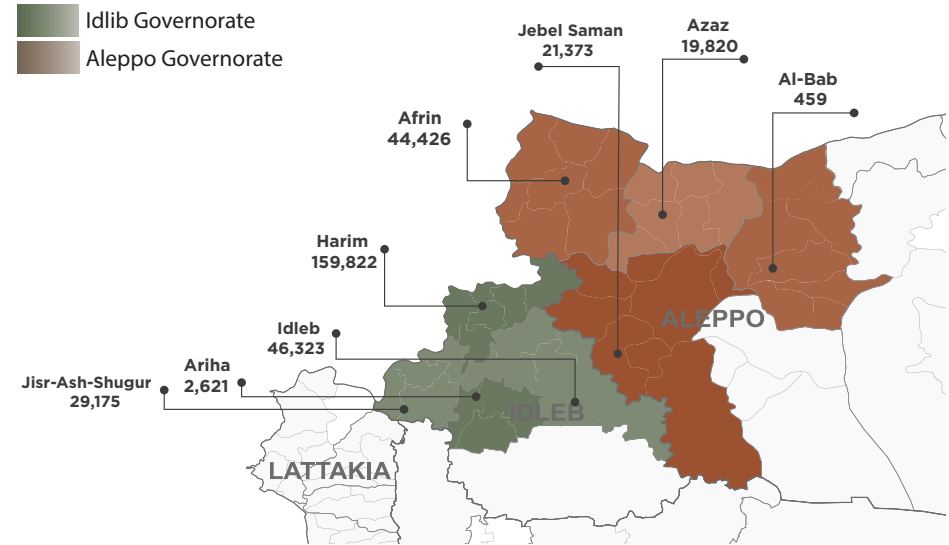 Idlib Governorate
Aleppo Governorate
Jebel Saman
21,373
Azaz
19,820
Al-Bab
459
Afrin
44,426
Harim
159,822
Idleb
46,323
Ariha
2,621
Jisr-Ash-Shugur
29,175
ALEPPO
IDLEB
LATTAKIA